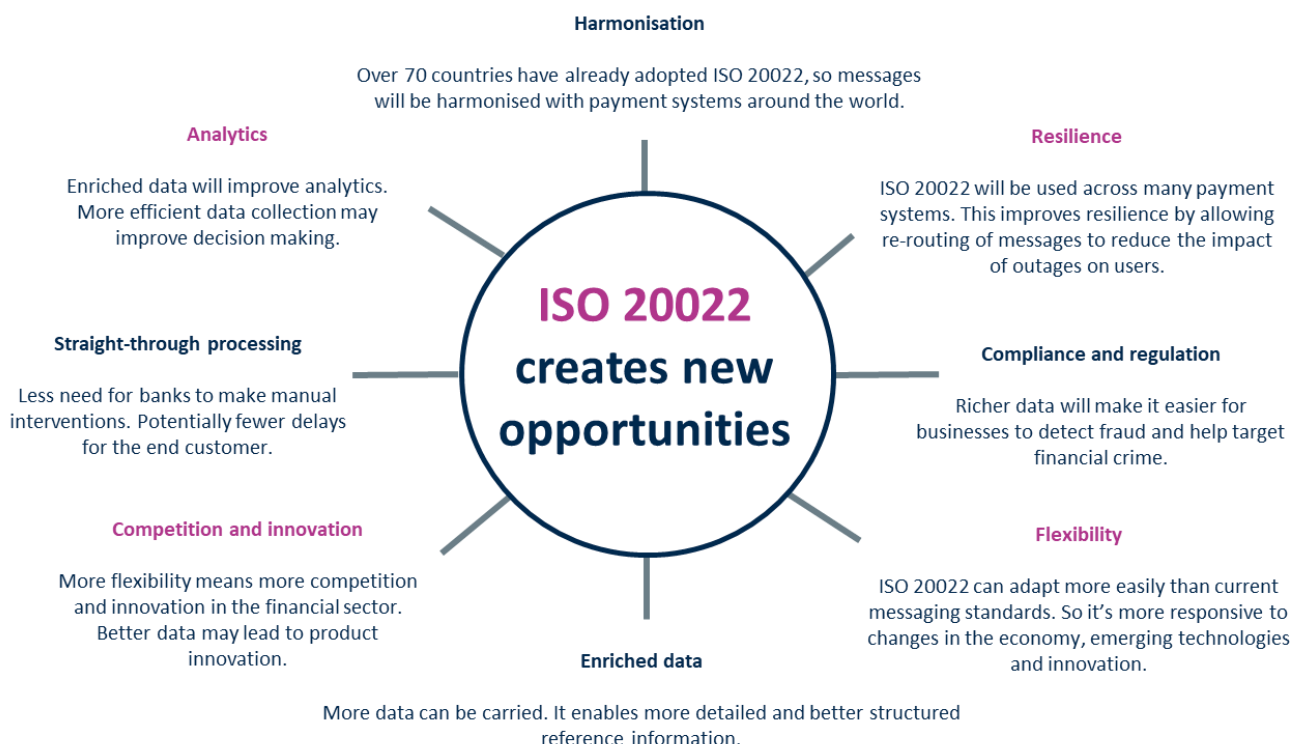 Harmonisation
Over 70 countries have already adopted ISO 20022, so messages
will be harmonised with payment systems around the world.
Resilience
ISO 20022 will be used across many payment
systems. This improves resilience by allowing
re-routing of messages to reduce the impact
of outages on users.
Compliance and regulation
Richer data will make it easier for
businesses to detect fraud and help target
financial crime.
Flexibility
ISO 20022 can adapt more easily than current
messaging standards. So it’s more responsive to
changes in the economy, emerging technologies
and innovation.
Enriched data
More data can be carried. It enables more detailed and better structured
reference information.
Competition and innovation
More flexibility means more competition
and innovation in the financial sector.
Better data may lead to product
innovation.
Straight-through processing
Less need for banks to make manual
interventions. Potentially fewer delays
for the end customer.
Analytics
Enriched data will improve analytics.
More efficient data collection may
improve decision making.
ISO 20022
creates new
opportunities